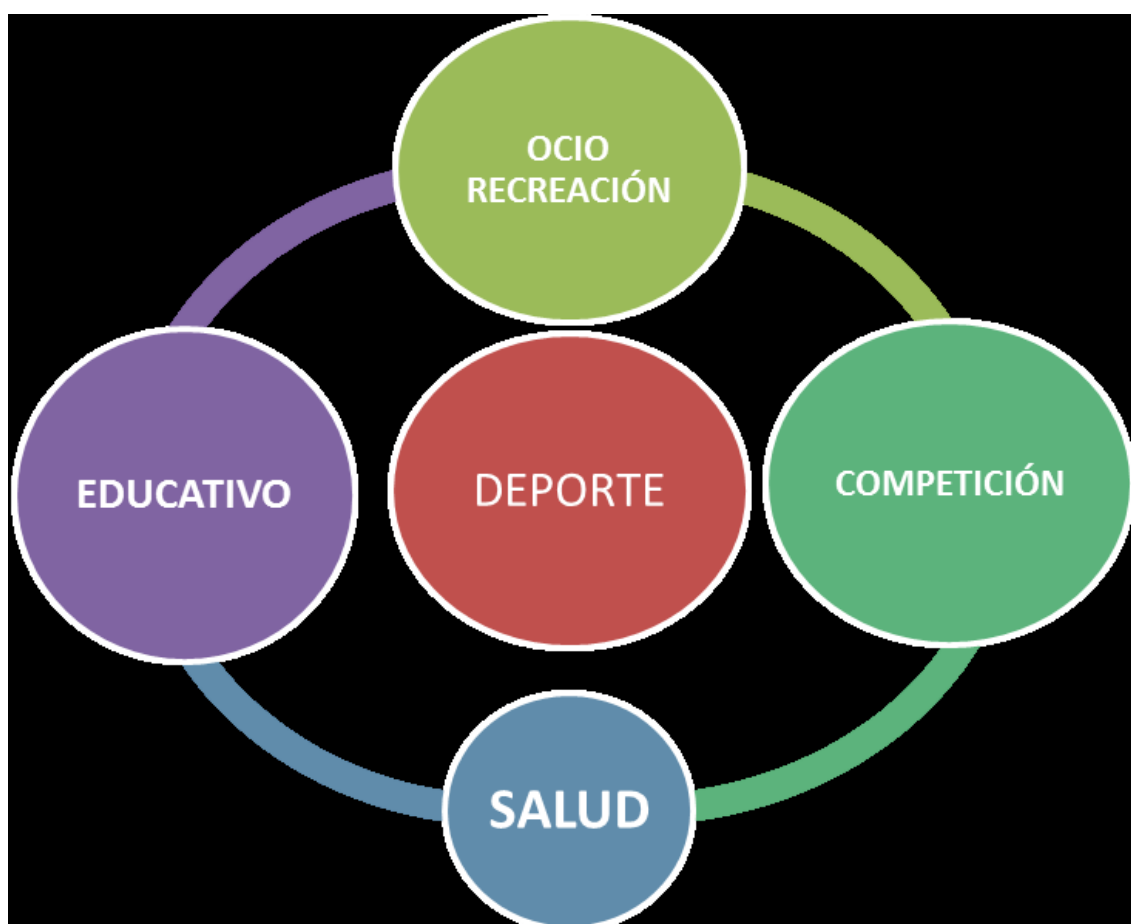 OCIO
RECREACIÓN
EDUCATIVO
DEPORTE
COMPETICIÓN
SALUD